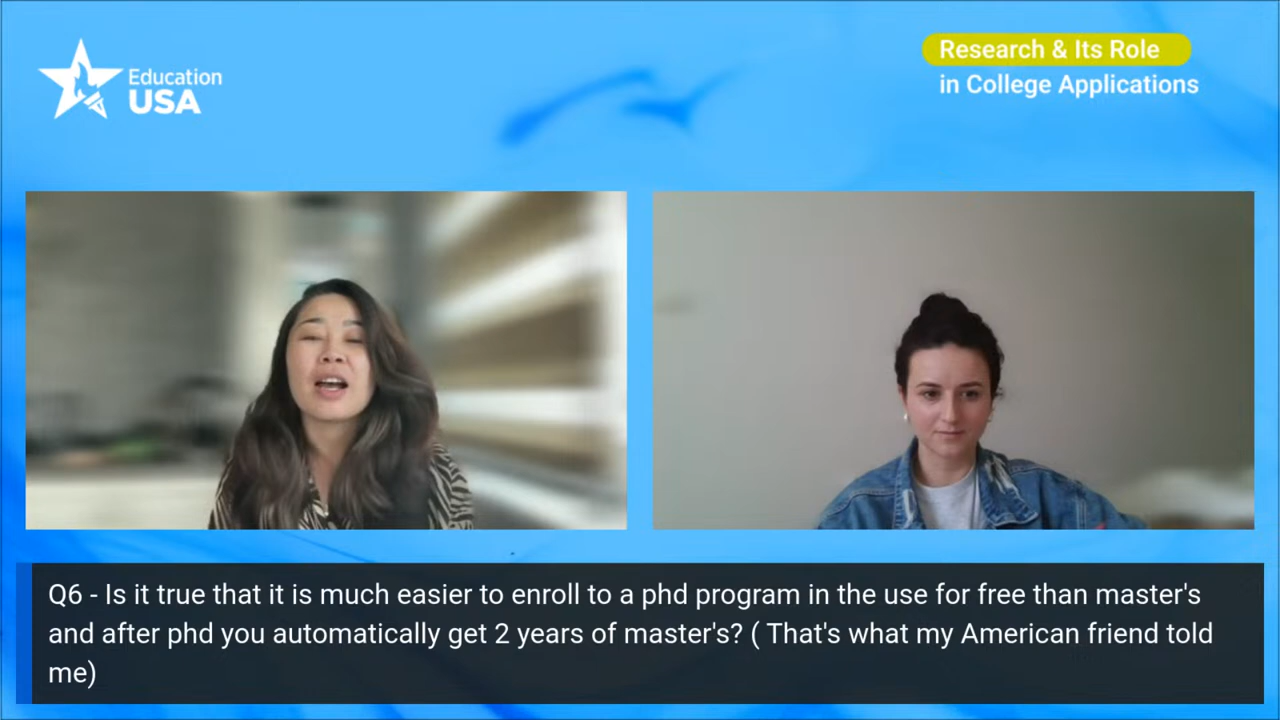 Education
USA
Research & Its Role
in College Applications
Q6 - Is it true that it is much easier to enroll to a phd program in the use for free than master's
and after phd you automatically get 2 years of master's? ( That's what my American friend told
me)